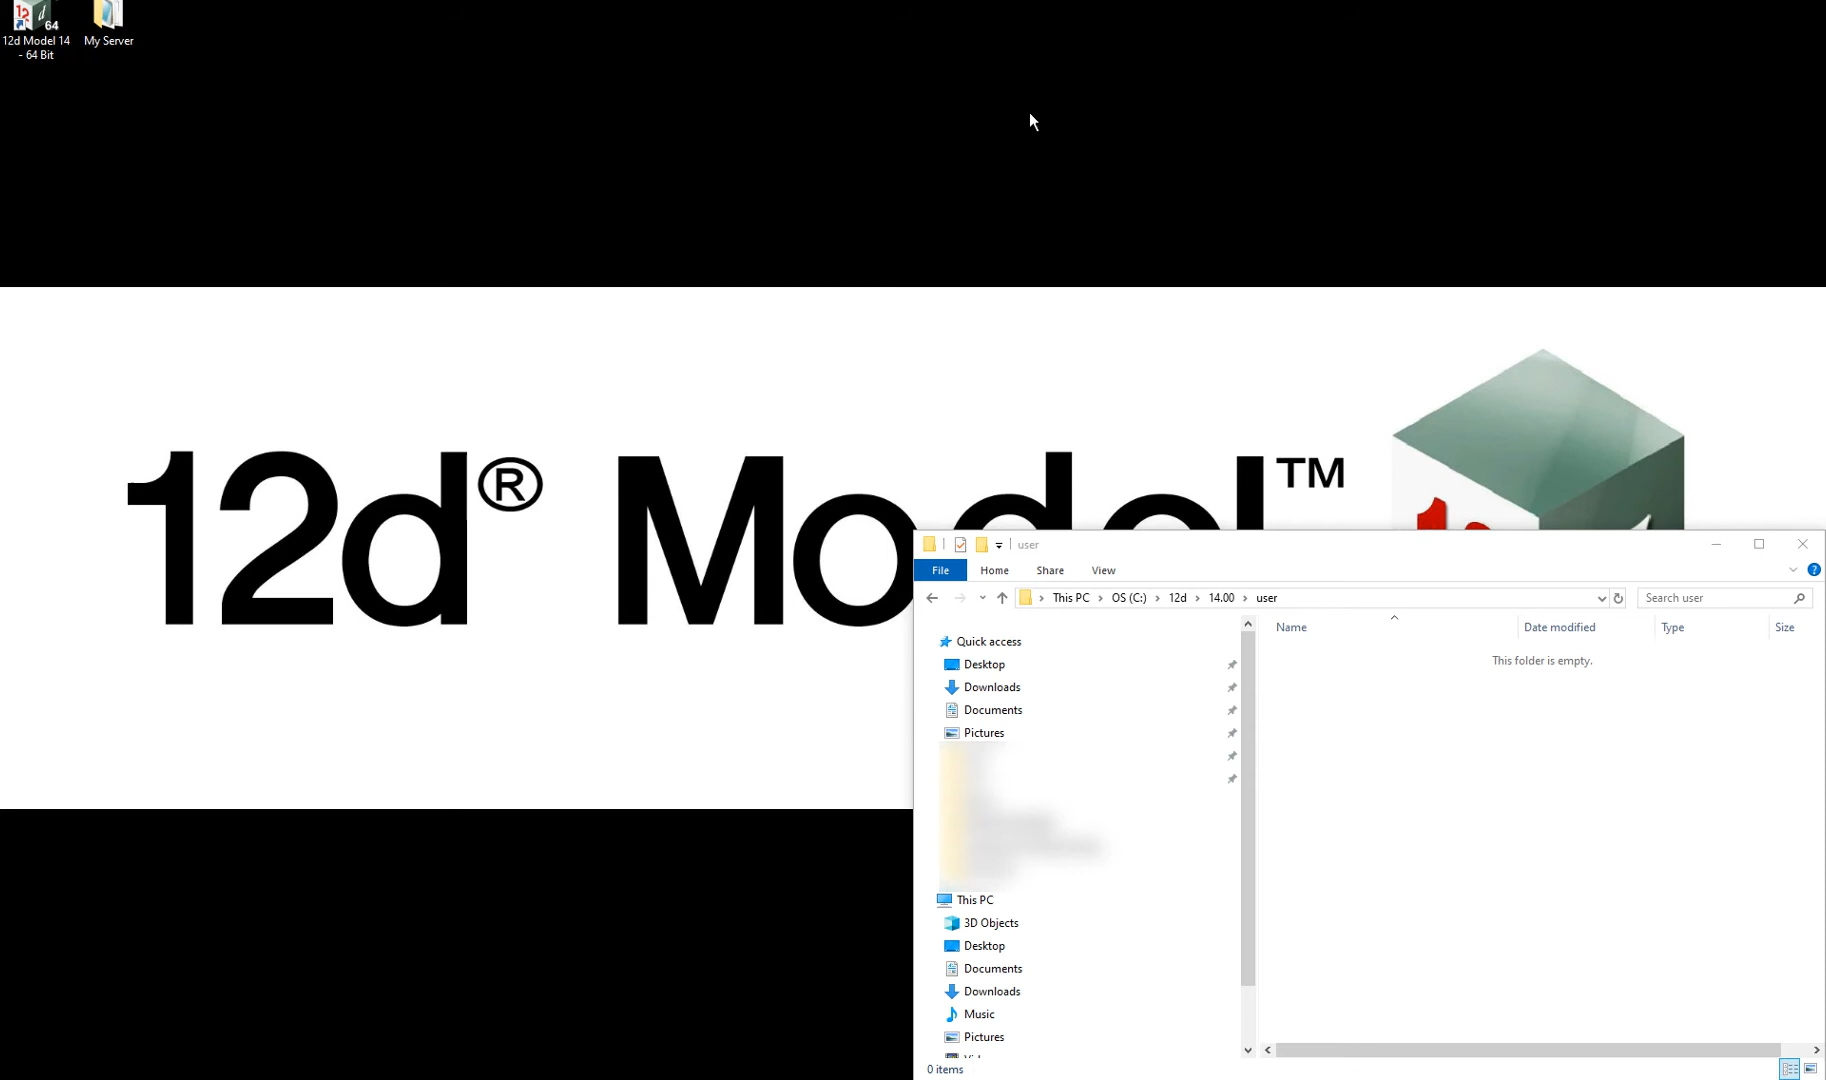 12d Model 14
- 64 Bit
My Server
12d® Model™
user
File Home Share View
This PC > OS (C:) > 12d > 14.00 > user
Search user
Name Date modified Type Size
This folder is empty.
Quick access
Desktop
Downloads
Documents
Pictures
This PC
3D Objects
Desktop
Documents
Downloads
Music
Pictures
0 items